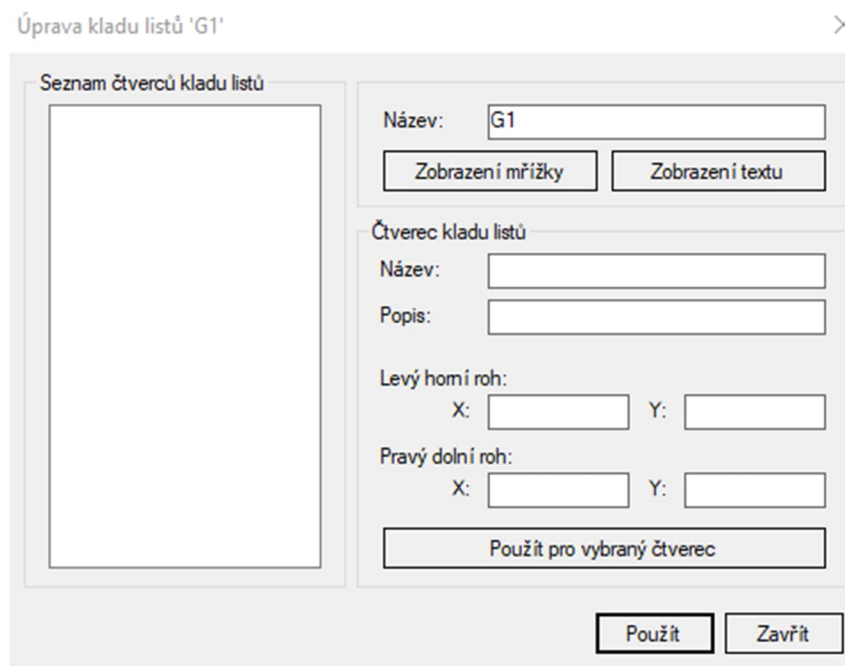 Úprava kladu listů 'G1'
Seznam čtverců kladu listů
Název: G1
Zobrazení mřížky Zobrazení textu
Čtverec kladu listů
Název:
Popis:
Levý horní roh:
X: Y:
Pravý dolní roh:
X: Y:
Použít pro vybraný čtverec
Použít Zavřít